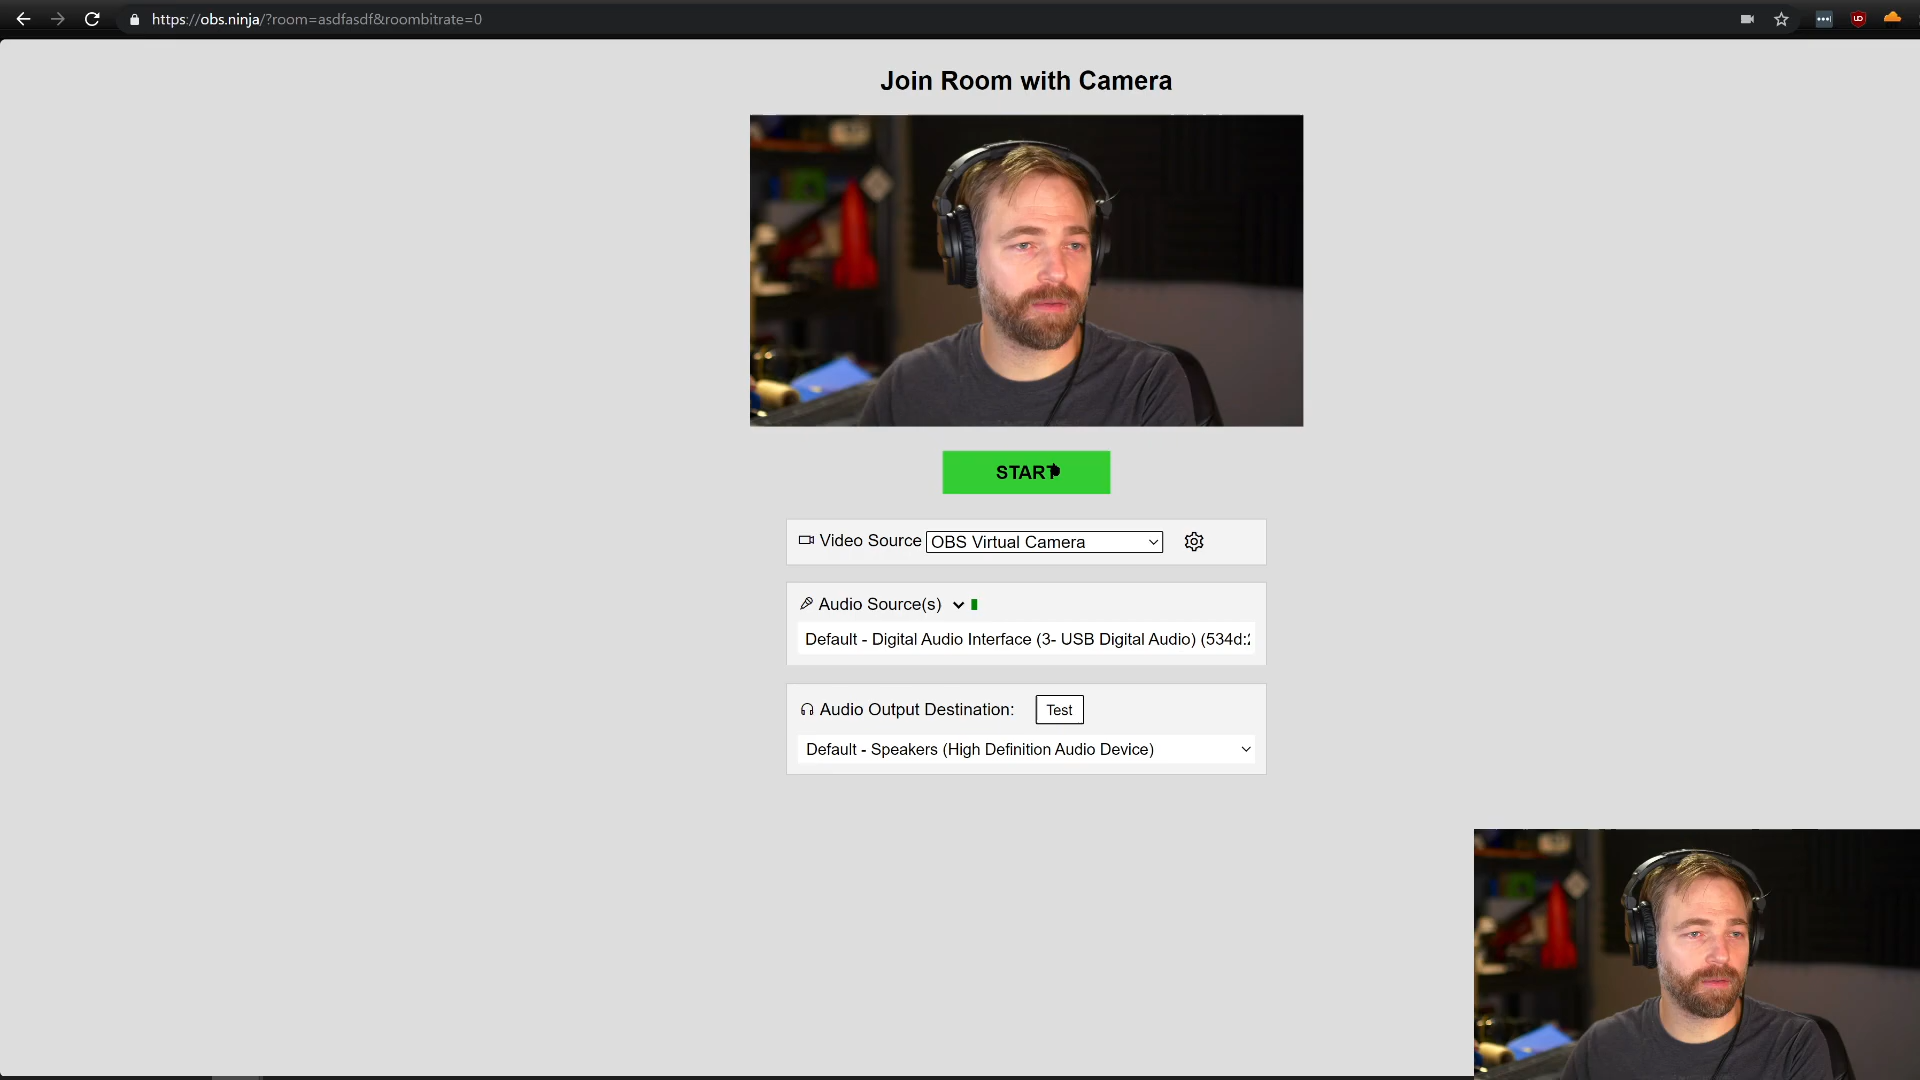 https://obs.ninja/?room=asdfasdf&roombitrate=0
Join Room with Camera
START
Video Source OBS Virtual Camera
Audio Source(s)
Default - Digital Audio Interface (3- USB Digital Audio) (534d:
Audio Output Destination: Test
Default - Speakers (High Definition Audio Device)